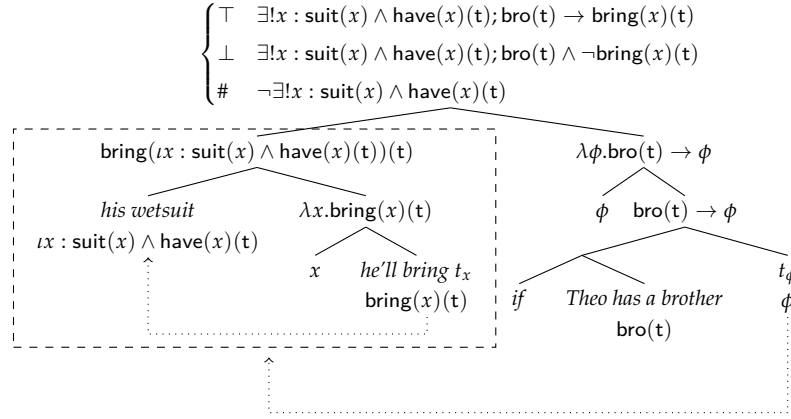 ⊤ ∃!x : suit(x) ∧ have(x)(t); bro(t) → bring(x)(t)
⊥ ∃!x : suit(x) ∧ have(x)(t); bro(t) ∧ ¬bring(x)(t)
# ¬∃!x : suit(x) ∧ have(x)(t)
bring(ιx : suit(x) ∧ have(x)(t))(t) λϕ.bro(t) → ϕ
his wetsuit λx.bring(x)(t) ϕ bro(t) → ϕ
ιx : suit(x) ∧ have(x)(t)
x he'll bring tₓ if Theo has a brother t_ϕ
bring(x)(t) bro(t) ϕ